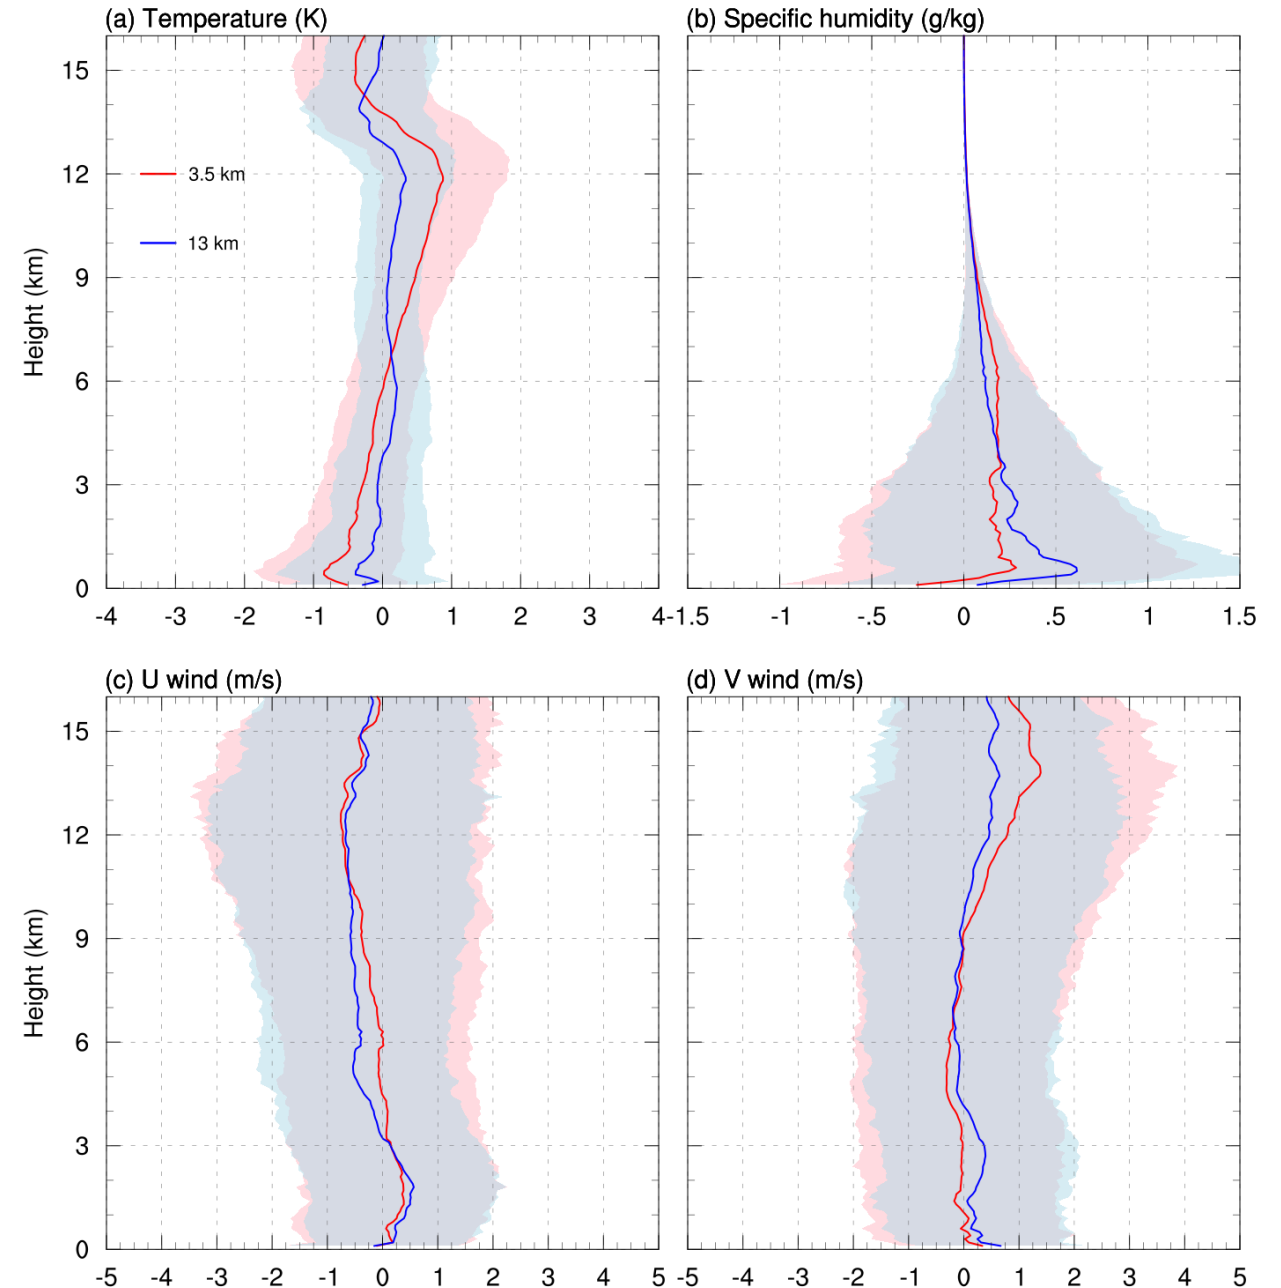 (a) Temperature (K)
(b) Specific humidity (g/kg)
15
12
9
6
3
0
Height (km)
3.5 km
13 km
-4 -3 -2 -1 0 1 2 3 4
-1.5 -1 -.5 0 .5 1 1.5
(c) U wind (m/s)
(d) V wind (m/s)
15
12
9
6
3
0
Height (km)
-5 -4 -3 -2 -1 0 1 2 3 4 5
-5 -4 -3 -2 -1 0 1 2 3 4 5